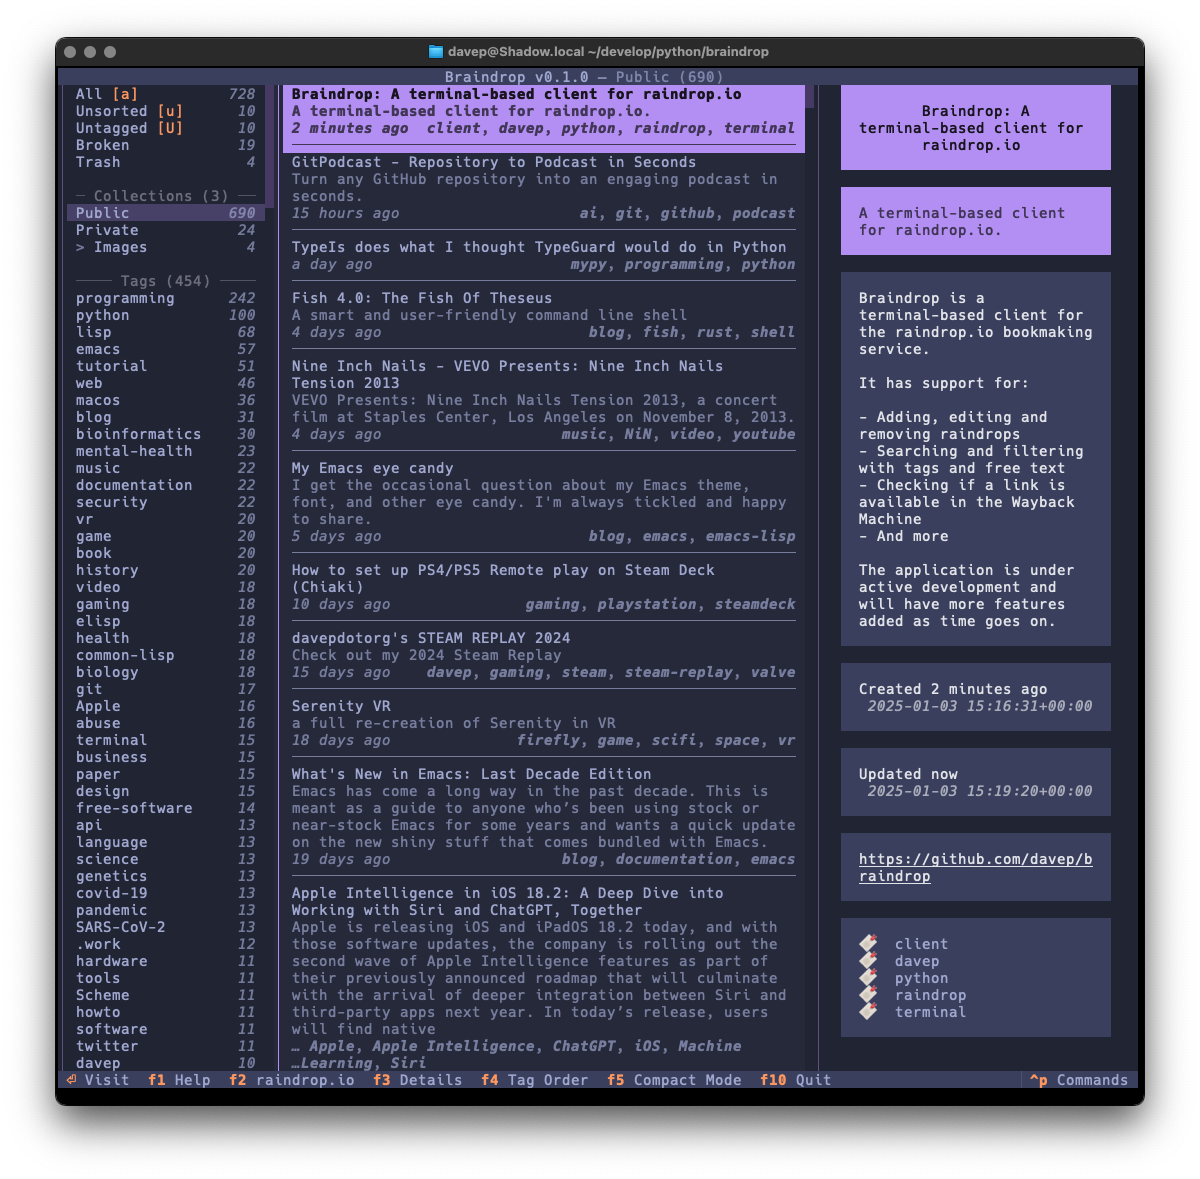 davep@Shadow.local ~/develop/python/braindrop
Braindrop v0.1.0 — Public (690)
All [a] 728
Unsorted [u] 10
Untagged [U] 10
Broken 19
Trash 4
Collections (3)
Public 690
Private 24
> Images 4
Tags (454)
programming 242
python 100
lisp 68
emacs 57
tutorial 51
web 46
macos 36
blog 31
bioinformatics 30
mental-health 23
music 22
documentation 22
security 22
vr 20
game 20
book 20
history 20
video 18
gaming 18
elisp 18
health 18
common-lisp 18
biology 18
git 17
Apple 16
abuse 16
terminal 15
business 15
paper 15
design 15
free-software 14
api 13
language 13
science 13
genetics 13
covid-19 13
pandemic 13
SARS-CoV-2 13
.work 12
hardware 11
tools 11
Scheme 11
howto 11
software 11
twitter 11
davep 10
Braindrop: A terminal-based client for raindrop.io
A terminal-based client for raindrop.io.
2 minutes ago client, davep, python, raindrop, terminal
GitPodcast - Repository to Podcast in Seconds
Turn any GitHub repository into an engaging podcast in
seconds.
15 hours ago ai, git, github, podcast
TypeIs does what I thought TypeGuard would do in Python
a day ago mypy, programming, python
Fish 4.0: The Fish Of Theseus
A smart and user-friendly command line shell
4 days ago blog, fish, rust, shell
Nine Inch Nails - VEVO Presents: Nine Inch Nails
Tension 2013
VEVO Presents: Nine Inch Nails Tension 2013, a concert
film at Staples Center, Los Angeles on November 8, 2013.
4 days ago music, NiN, video, youtube
My Emacs eye candy
I get the occasional question about my Emacs theme,
font, and other eye candy. I'm always tickled and happy
to share.
5 days ago blog, emacs, emacs-lisp
How to set up PS4/PS5 Remote play on Steam Deck
(Chiaki)
10 days ago gaming, playstation, steamdeck
davepdotorg's STEAM REPLAY 2024
Check out my 2024 Steam Replay
15 days ago davep, gaming, steam, steam-replay, valve
Serenity VR
a full re-creation of Serenity in VR
18 days ago firefly, game, scifi, space, vr
What's New in Emacs: Last Decade Edition
Emacs has come a long way in the past decade. This is
meant as a guide to anyone who’s been using stock or
near-stock Emacs for some years and wants a quick update
on the new shiny stuff that comes bundled with Emacs.
19 days ago blog, documentation, emacs
Apple Intelligence in iOS 18.2: A Deep Dive into
Working with Siri and ChatGPT, Together
Apple is releasing iOS and iPadOS 18.2 today, and with
those software updates, the company is rolling out the
second wave of Apple Intelligence features as part of
their previously announced roadmap that will culminate
with the arrival of deeper integration between Siri and
third-party apps next year. In today’s release, users
will find native
… Apple, Apple Intelligence, ChatGPT, iOS, Machine
…Learning, Siri
Braindrop: A
terminal-based client for
raindrop.io
A terminal-based client
for raindrop.io.
Braindrop is a
terminal-based client for
the raindrop.io bookmaking
service.
It has support for:
- Adding, editing and
removing raindrops
- Searching and filtering
with tags and free text
- Checking if a link is
available in the Wayback
Machine
- And more
The application is under
active development and
will have more features
added as time goes on.
Created 2 minutes ago
2025-01-03 15:16:31+00:00
Updated now
2025-01-03 15:19:20+00:00
https://github.com/davep/b
raindrop
client
davep
python
raindrop
terminal
⏎ Visit f1 Help f2 raindrop.io f3 Details f4 Tag Order f5 Compact Mode f10 Quit ^p Commands